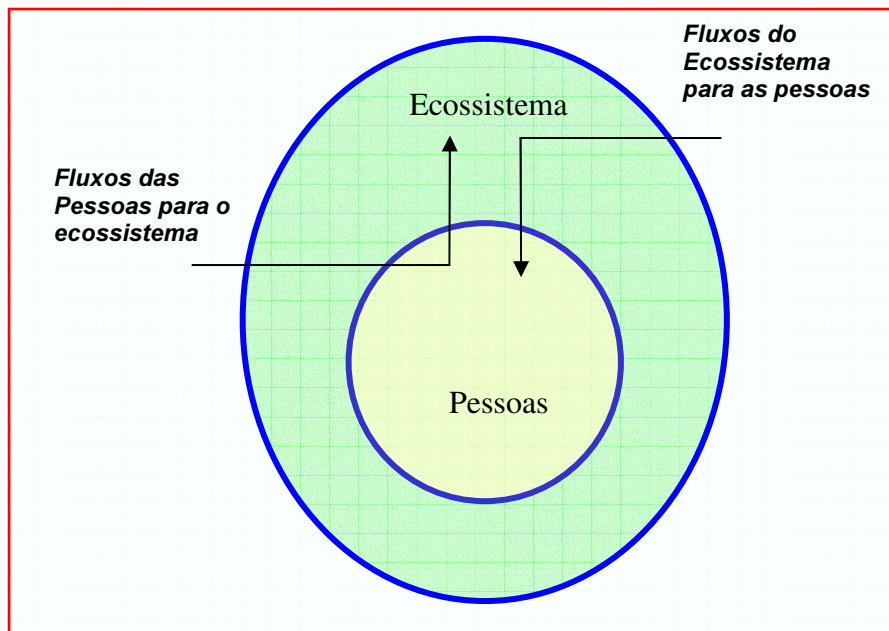 Fluxos do
Ecossistema
para as pessoas
Ecossistema
Fluxos das
Pessoas para o
ecossistema
Pessoas